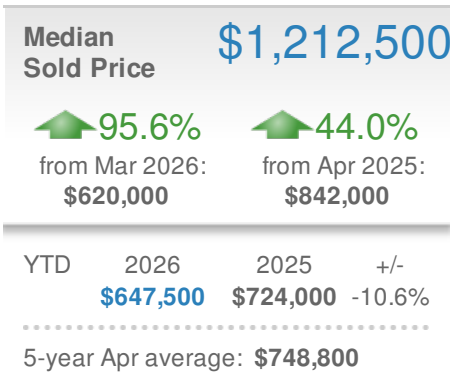 Median
Sold Price
$1,212,500
95.6%
44.0%
from Mar 2026:
from Apr 2025:
$620,000
$842,000
YTD 2026 2025 +/-
$647,500 $724,000 -10.6%
5-year Apr average: $748,800